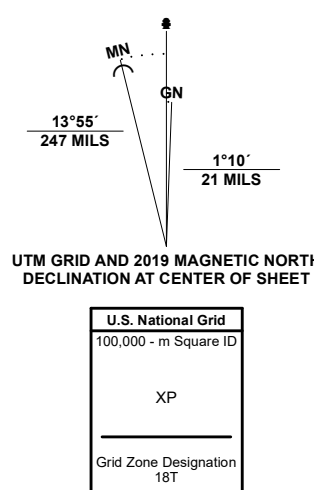 MN
GN
13°55´
247 MILS
1°10´
21 MILS
UTM GRID AND 2019 MAGNETIC NORTH
DECLINATION AT CENTER OF SHEET
U.S. National Grid
100,000 - m Square ID
XP
Grid Zone Designation
18T